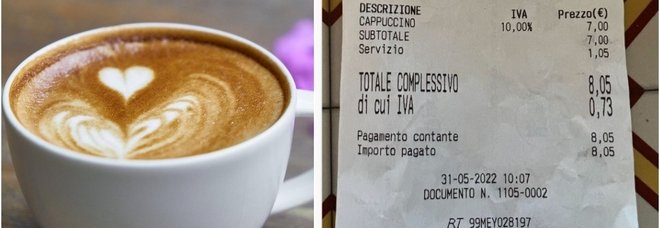 DESCRIZIONE IVA Prezzo(€)
CAPPUCCINO 10,00% 7,00
SUBTOTALE 7,00
Servizio 1,05
TOTALE COMPLESSIVO 8,05
di cui IVA 0,73
Pagamento contante 8,05
Importo pagato 8,05
31-05-2022 10:07
DOCUMENTO N. 1105-0002
RT 99MEY028197